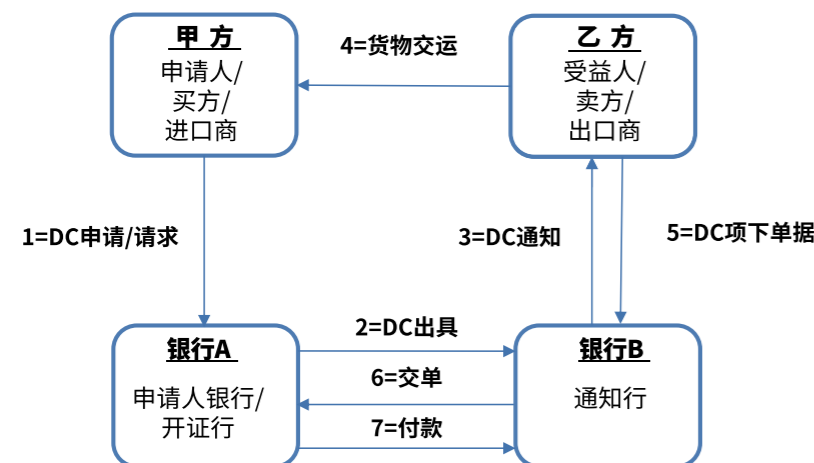 甲 方
申请人/
买方/
进口商
4=货物交运
乙 方
受益人/
卖方/
出口商
1=DC申请/请求
3=DC通知
5=DC项下单据
银行A
申请人银行/
开证行
2=DC出具
6=交单
7=付款
银行B
通知行